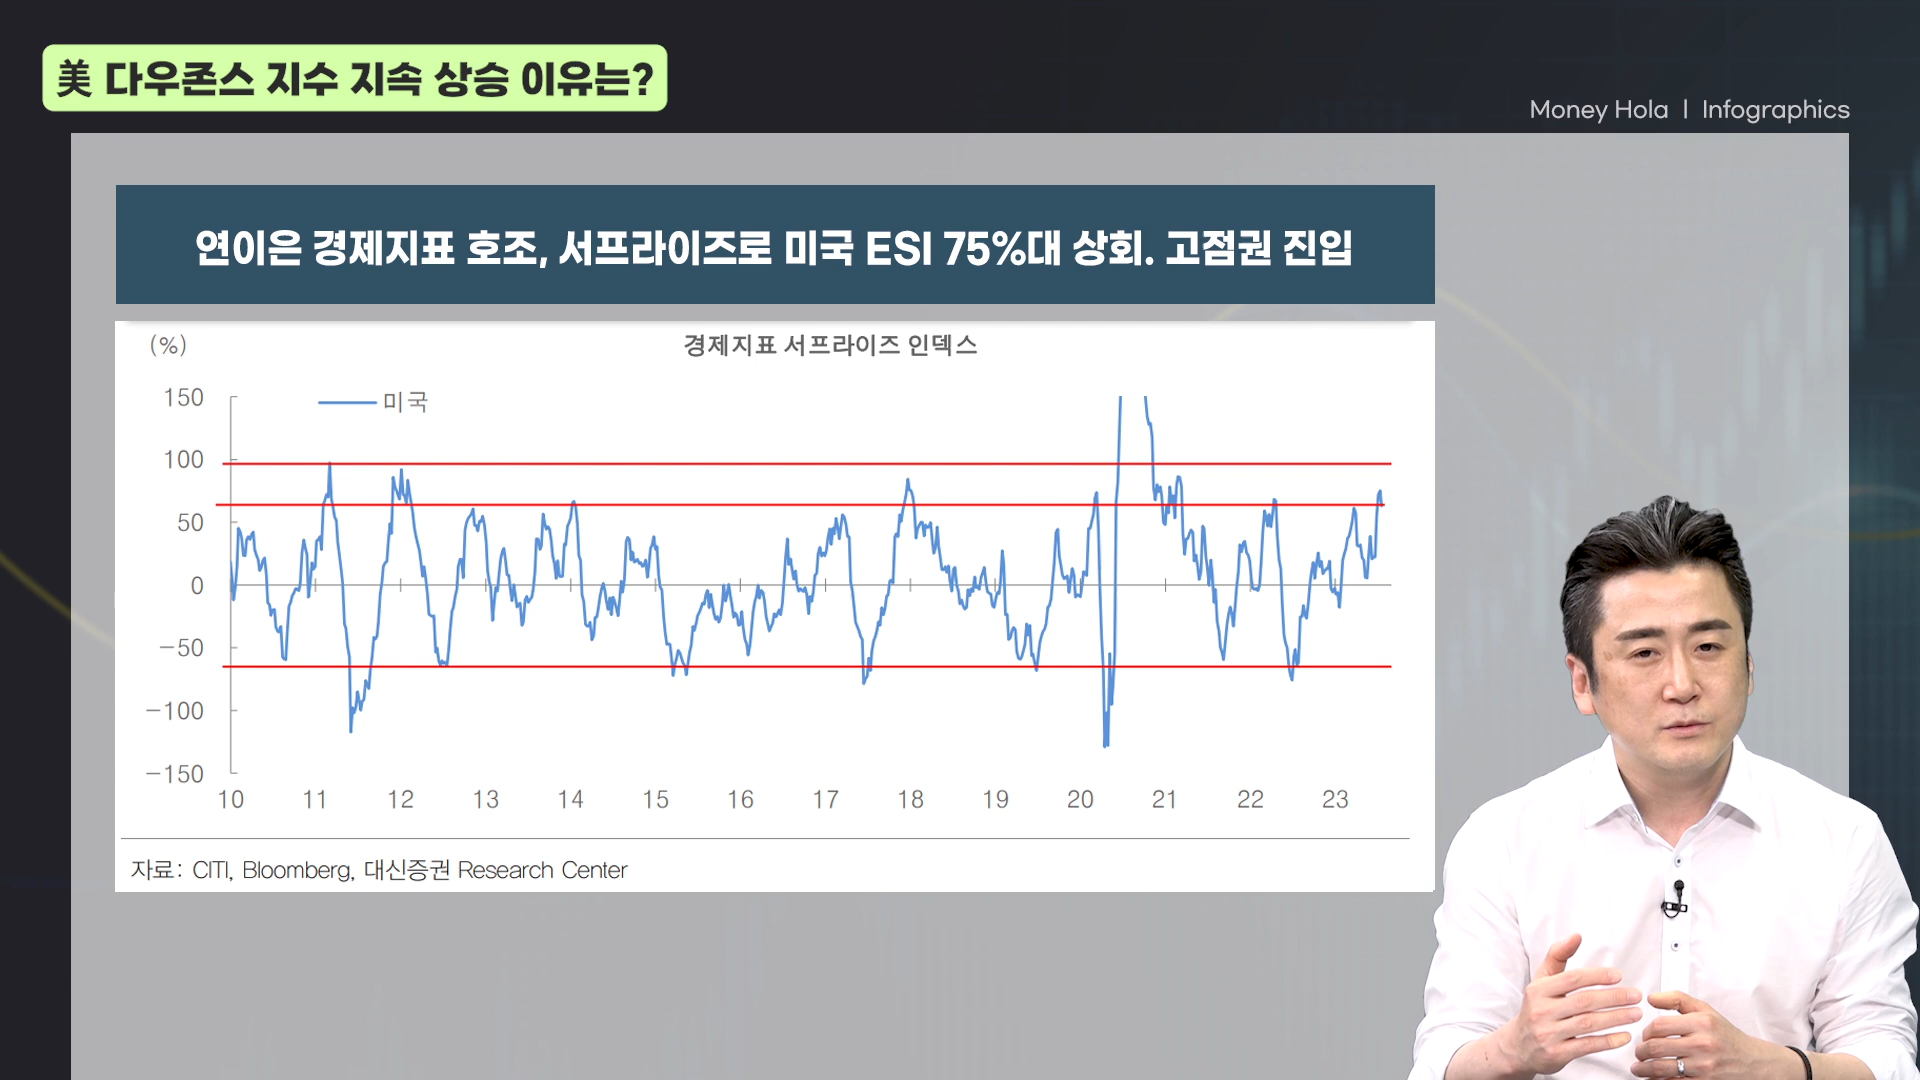 美 다우존스 지수 지속 상승 이유는?
Money Hola | Infographics
연이은 경제지표 호조, 서프라이즈로 미국 ESI 75%대 상회. 고점권 진입
(%)
경제지표 서프라이즈 인덱스
미국
150
100
50
0
-50
-100
-150
10 11 12 13 14 15 16 17 18 19 20 21 22 23
자료: CITI, Bloomberg, 대신증권 Research Center